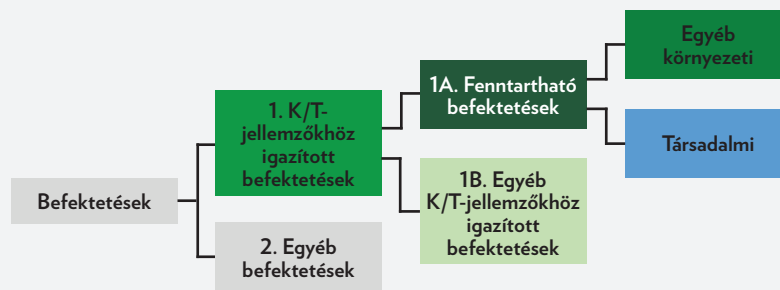 Befektetések
1. K/T-
jellemzőkhöz
igazított
befektetések
2. Egyéb
befektetések
1A. Fenntartható
befektetések
1B. Egyéb
K/T-jellemzőkhöz
igazított
befektetések
Egyéb
környezeti
Társadalmi